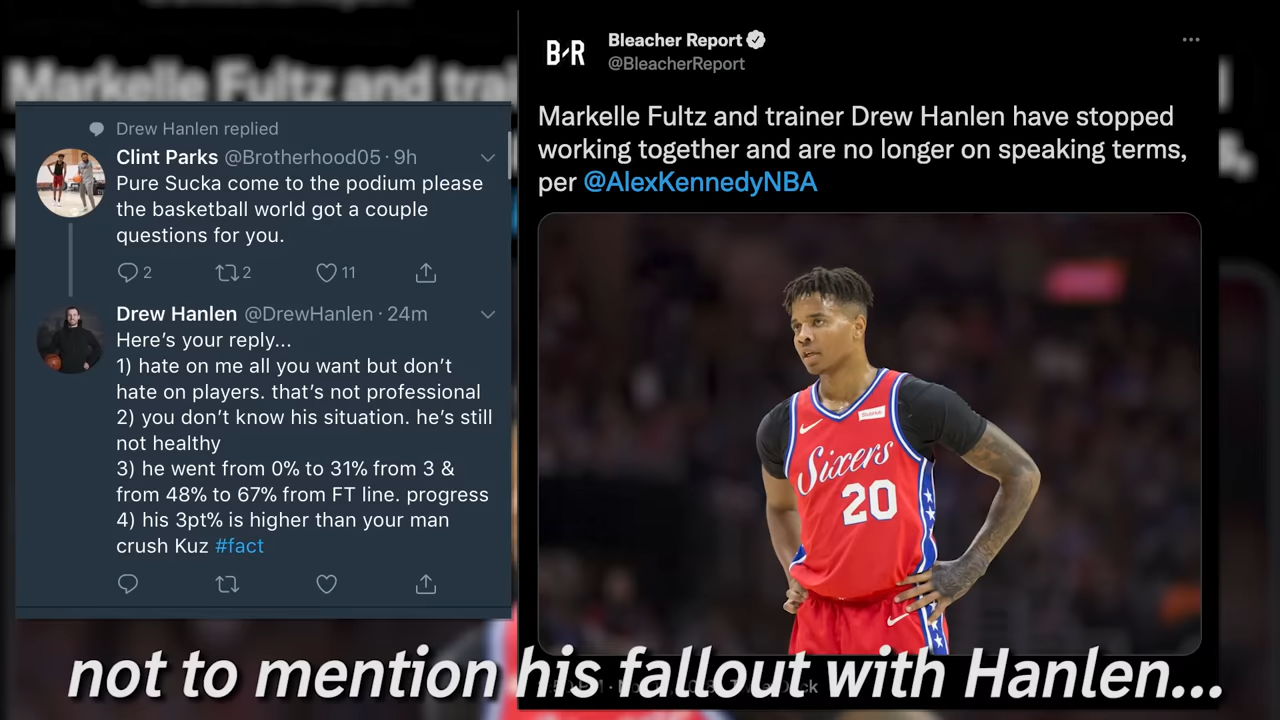 Drew Hanlen replied
Clint Parks @Brotherhood05 · 9h
Pure Sucka come to the podium please
the basketball world got a couple
questions for you.
2 2 11
Drew Hanlen @DrewHanlen · 24m
Here’s your reply...
1) hate on me all you want but don’t
hate on players. that’s not professional
2) you don’t know his situation. he’s still
not healthy
3) he went from 0% to 31% from 3 &
from 48% to 67% from FT line. progress
4) his 3pt% is higher than your man
crush Kuz #fact
B/R
Bleacher Report
@BleacherReport
Markelle Fultz and trainer Drew Hanlen have stopped
working together and are no longer on speaking terms,
per @AlexKennedyNBA
StubHub
Sixers
20
not to mention his fallout with Hanlen...
Markelle Fultz and trai